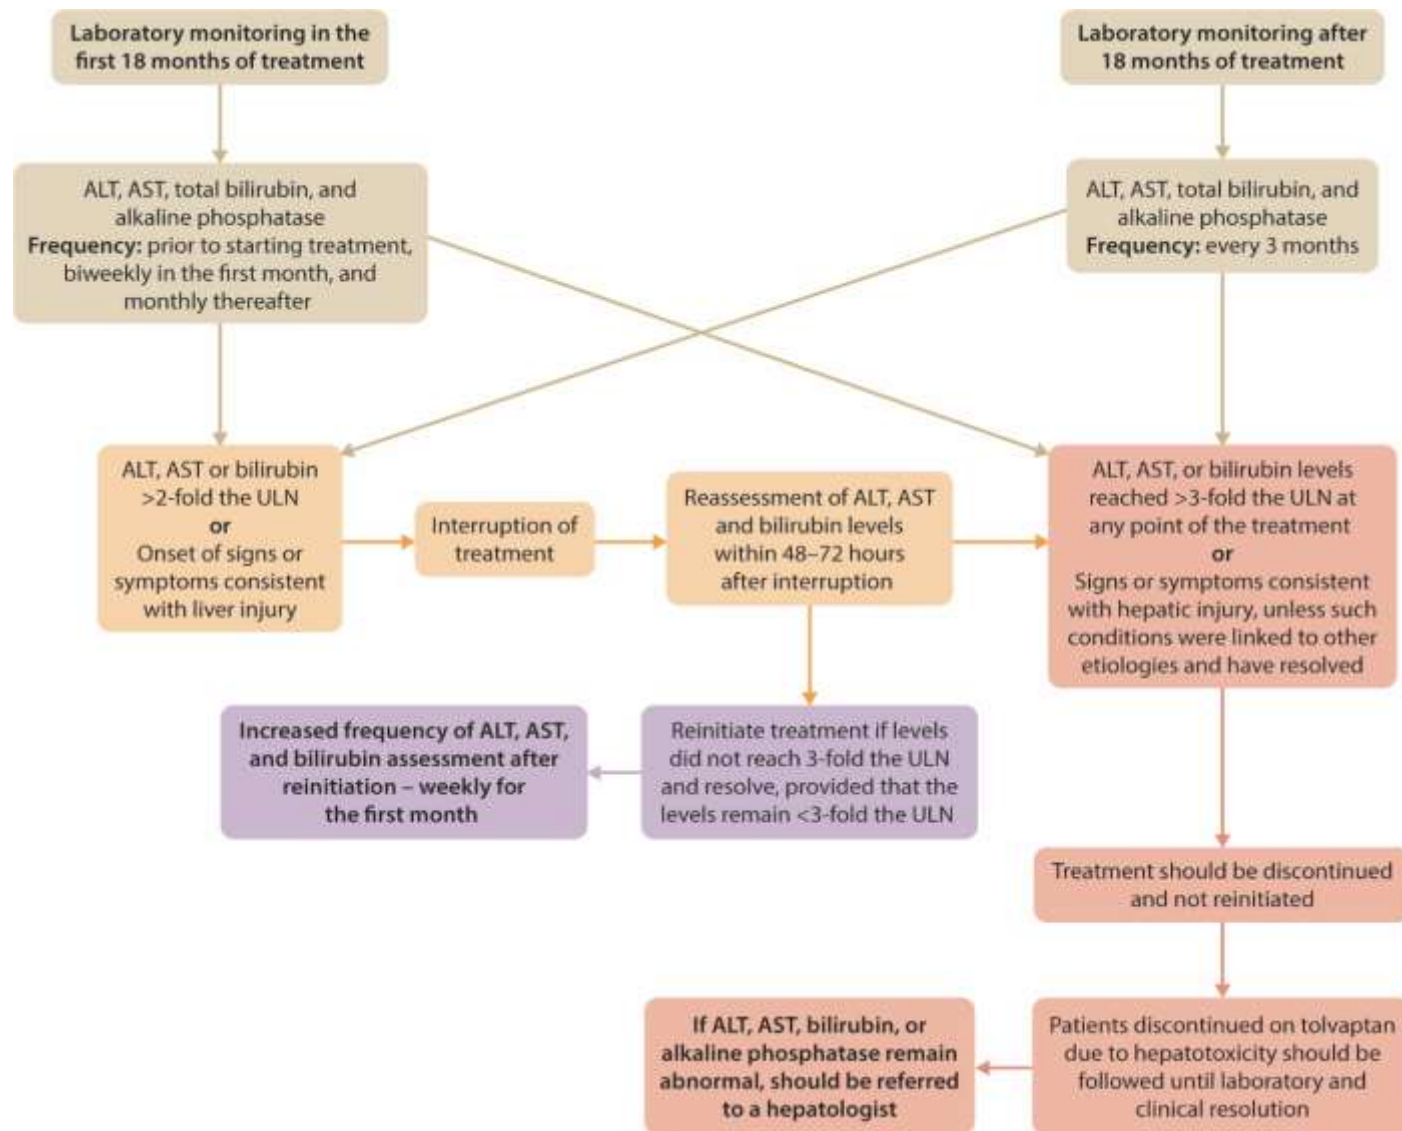 Laboratory monitoring in the
first 18 months of treatment
Laboratory monitoring after
18 months of treatment
ALT, AST, total bilirubin, and
alkaline phosphatase
Frequency: prior to starting treatment,
biweekly in the first month, and
monthly thereafter
ALT, AST, total bilirubin, and
alkaline phosphatase
Frequency: every 3 months
ALT, AST or bilirubin
>2-fold the ULN
or
Onset of signs or
symptoms consistent
with liver injury
Interruption of
treatment
Reassessment of ALT, AST
and bilirubin levels
within 48–72 hours
after interruption
ALT, AST, or bilirubin levels
reached >3-fold the ULN at
any point of the treatment
or
Signs or symptoms consistent
with hepatic injury, unless such
conditions were linked to other
etiologies and have resolved
Increased frequency of ALT, AST,
and bilirubin assessment after
reinitiation – weekly for
the first month
Reinitiate treatment if levels
did not reach 3-fold the ULN
and resolve, provided that the
levels remain <3-fold the ULN
Treatment should be discontinued
and not reinitiated
If ALT, AST, bilirubin, or
alkaline phosphatase remain
abnormal, should be referred
to a hepatologist
Patients discontinued on tolvaptan
due to hepatotoxicity should be
followed until laboratory and
clinical resolution